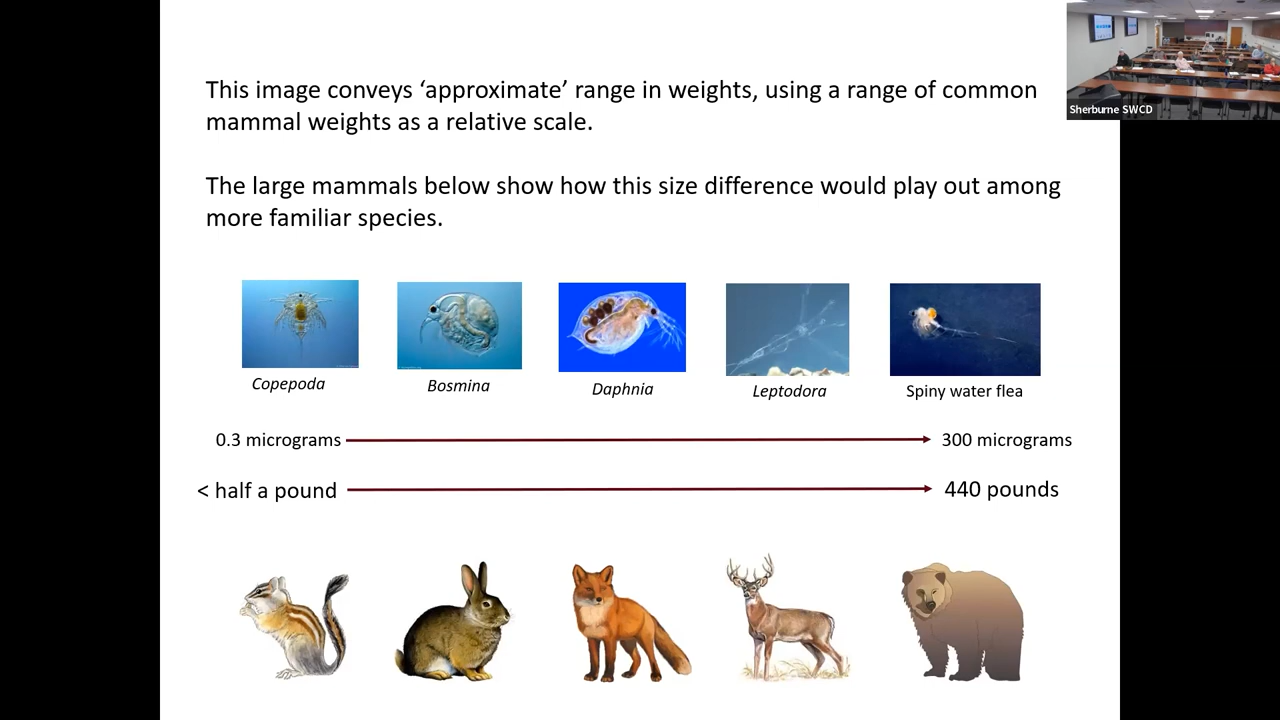 This image conveys ‘approximate’ range in weights, using a range of common
mammal weights as a relative scale.
The large mammals below show how this size difference would play out among
more familiar species.
Copepoda
Bosmina
Daphnia
Leptodora
Spiny water flea
0.3 micrograms
300 micrograms
< half a pound
440 pounds
Sherburne SWCD